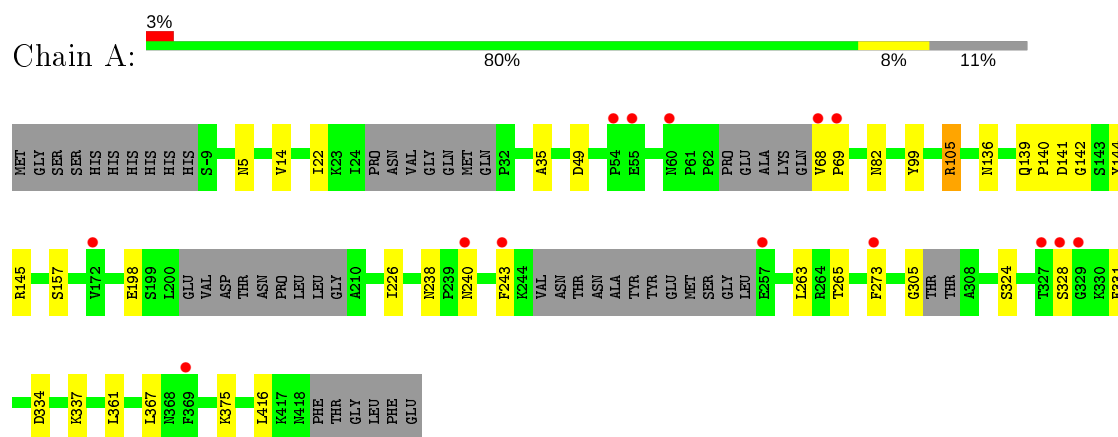 3%
Chain A:
80% 8% 11%
MET GLY SER SER HIS HIS HIS HIS HIS HIS S-9 N5 V14 I22 K23 I24 PRO ASN VAL GLY GLN MET GLN P32 A35 D49 P54 E55 N60 P61 P62 PRO GLU ALA LYS GLN V68 P69 N82 Y99 R105 N136 Q139 P140 D141 G142 S143 Y144
R145 S157 V172 E198 S199 L200 GLU VAL ASP THR ASN PRO LEU LEU GLY A210 I226 N238 P239 N240 F243 K244 VAL ASN THR ASN ALA TYR TYR GLU MET SER GLY LEU E257 L263 R264 T265 F273 G305 THR THR A308 S324 T327 S328 G329 K330
D334 K337 L361 L367 N368 F369 K375 L416 K417 N418 PHE THR GLY LEU PHE GLU